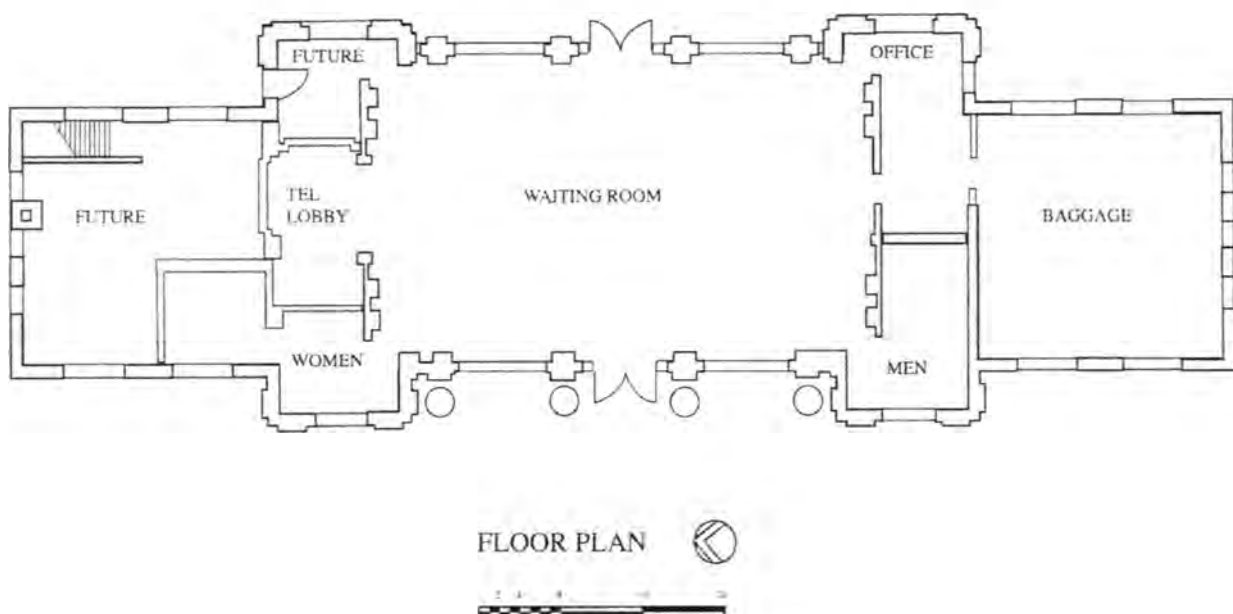 FUTURE
OFFICE
FUTURE
TEL
LOBBY
WAITING ROOM
BAGGAGE
WOMEN
MEN
FLOOR PLAN